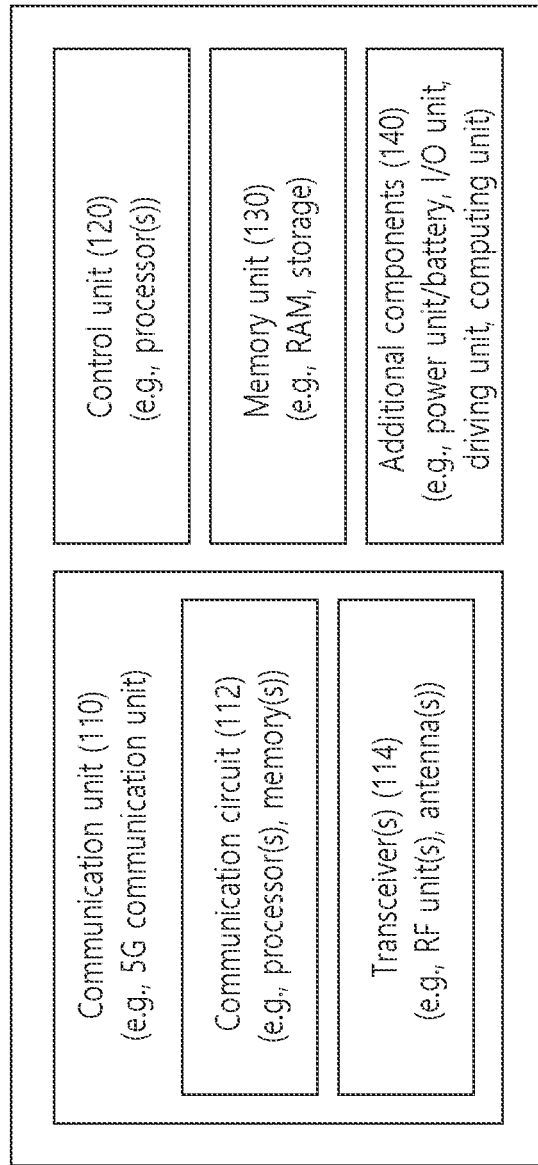 Communication unit (110)
(e.g., 5G communication unit)
Communication circuit (112)
(e.g., processor(s), memory(s))
Transceiver(s) (114)
(e.g., RF unit(s), antenna(s))
Control unit (120)
(e.g., processor(s))
Memory unit (130)
(e.g., RAM, storage)
Additional components (140)
(e.g., power unit/battery, I/O unit,
driving unit, computing unit)